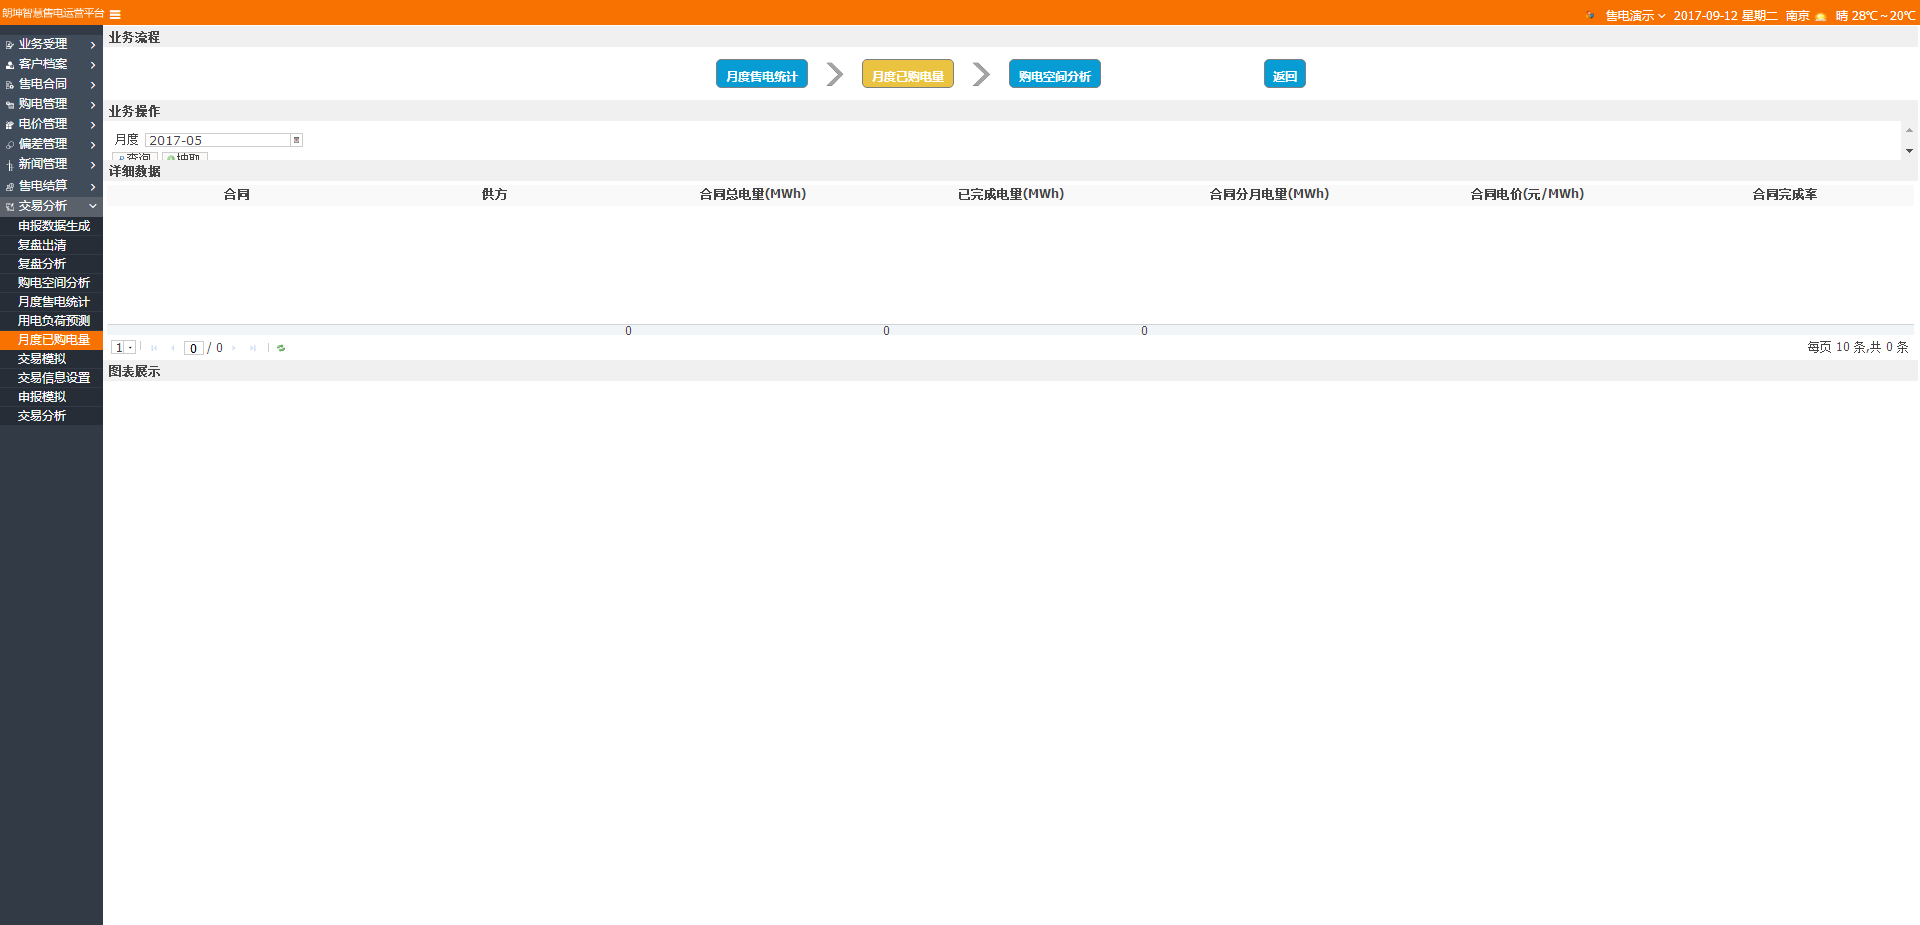 朗坤智慧售电运营平台
售电演示 2017-09-12 星期二 南京 晴 28℃~20℃
业务受理
客户档案
售电合同
购电管理
电价管理
偏差管理
新闻管理
售电结算
交易分析
申报数据生成
复盘出清
复盘分析
购电空间分析
月度售电统计
用电负荷预测
月度已购电量
交易模拟
交易信息设置
申报模拟
交易分析
业务流程
月度售电统计 月度已购电量 购电空间分析 返回
业务操作
月度 2017-05
查询
详细数据
合同 供方 合同总电量(MWh) 已完成电量(MWh) 合同分月电量(MWh) 合同电价(元/MWh) 合同完成率
0 0 0
1 0 / 0 每页 10 条,共 0 条
图表展示